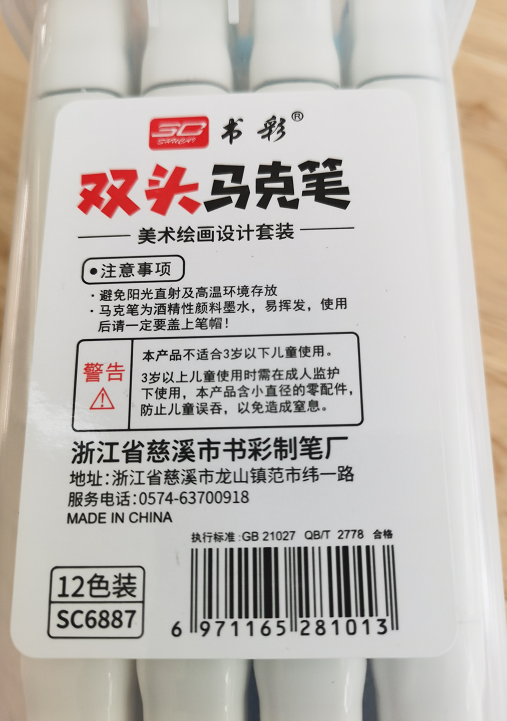 SC 书彩®
双头马克笔
美术绘画设计套装
•注意事项
·避免阳光直射及高温环境存放
·马克笔为酒精性颜料墨水，易挥发，使用
后请一定要盖上笔帽！
警告
本产品不适合3岁以下儿童使用。
3岁以上儿童使用时需在成人监护
下使用，本产品含小直径的零配件，
防止儿童误吞，以免造成窒息。
浙江省慈溪市书彩制笔厂
地址:浙江省慈溪市龙山镇范市纬一路
服务电话:0574-63700918
MADE IN CHINA
执行标准:GB 21027 QB/T 2778 合格
12色装
SC6887
6 971165 281013